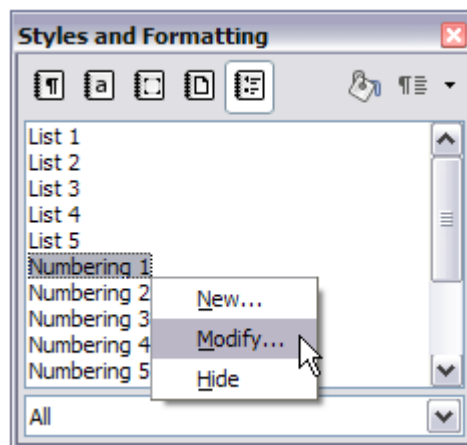 Styles and Formatting
List 1
List 2
List 3
List 4
List 5
Numbering 1
Numbering 2
Numbering 3
Numbering 4
Numbering 5
New...
Modify...
Hide
All